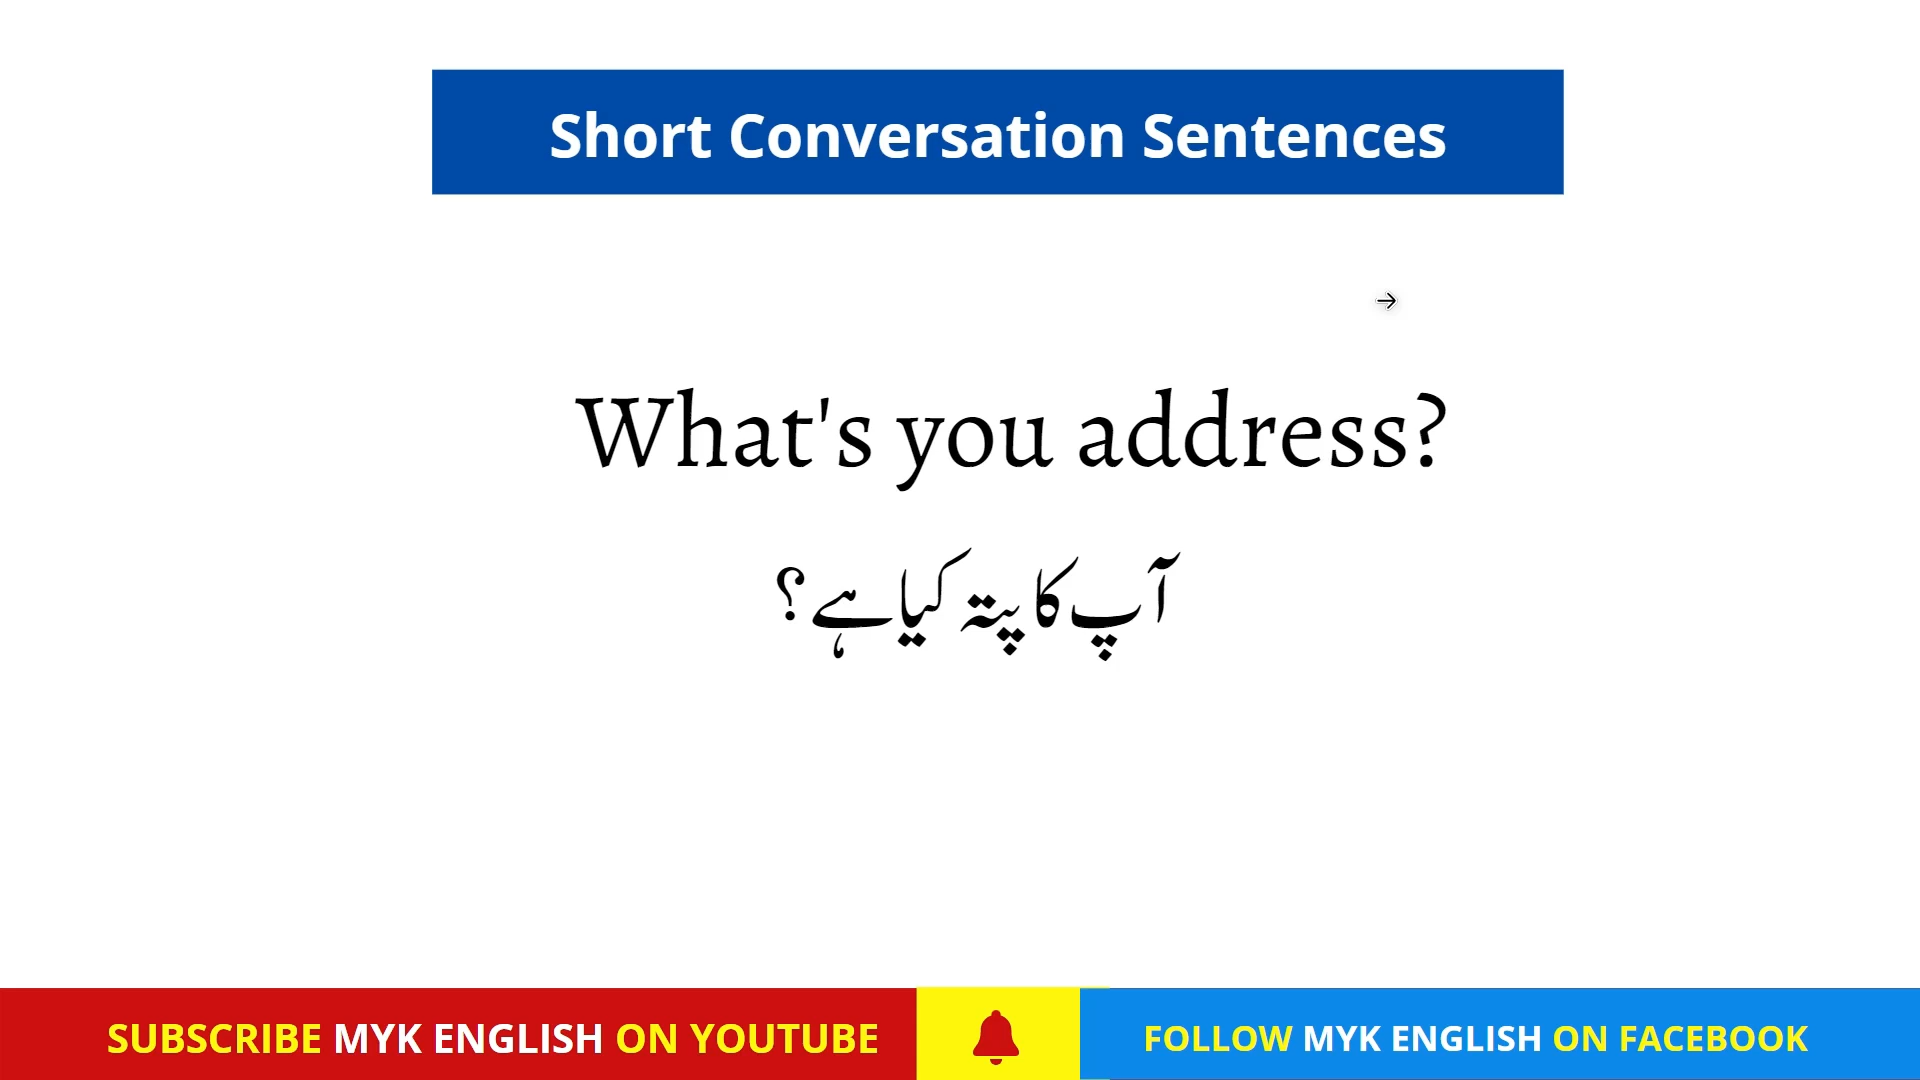 Short Conversation Sentences
What's you address?
آپ کا پتہ کیا ہے؟
SUBSCRIBE MYK ENGLISH ON YOUTUBE
FOLLOW MYK ENGLISH ON FACEBOOK